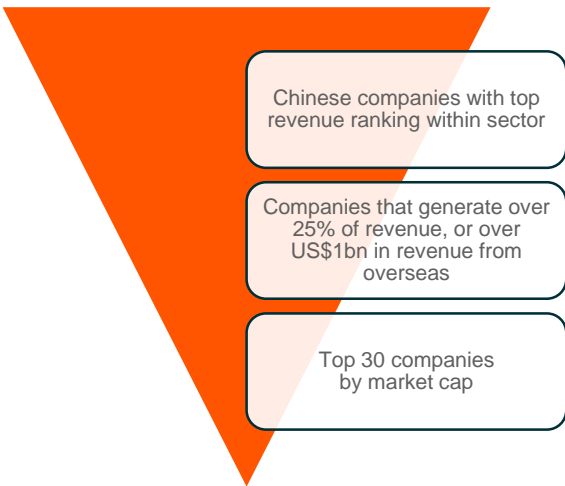 Chinese companies with top
revenue ranking within sector
Companies that generate over
25% of revenue, or over
US$1bn in revenue from
overseas
Top 30 companies
by market cap